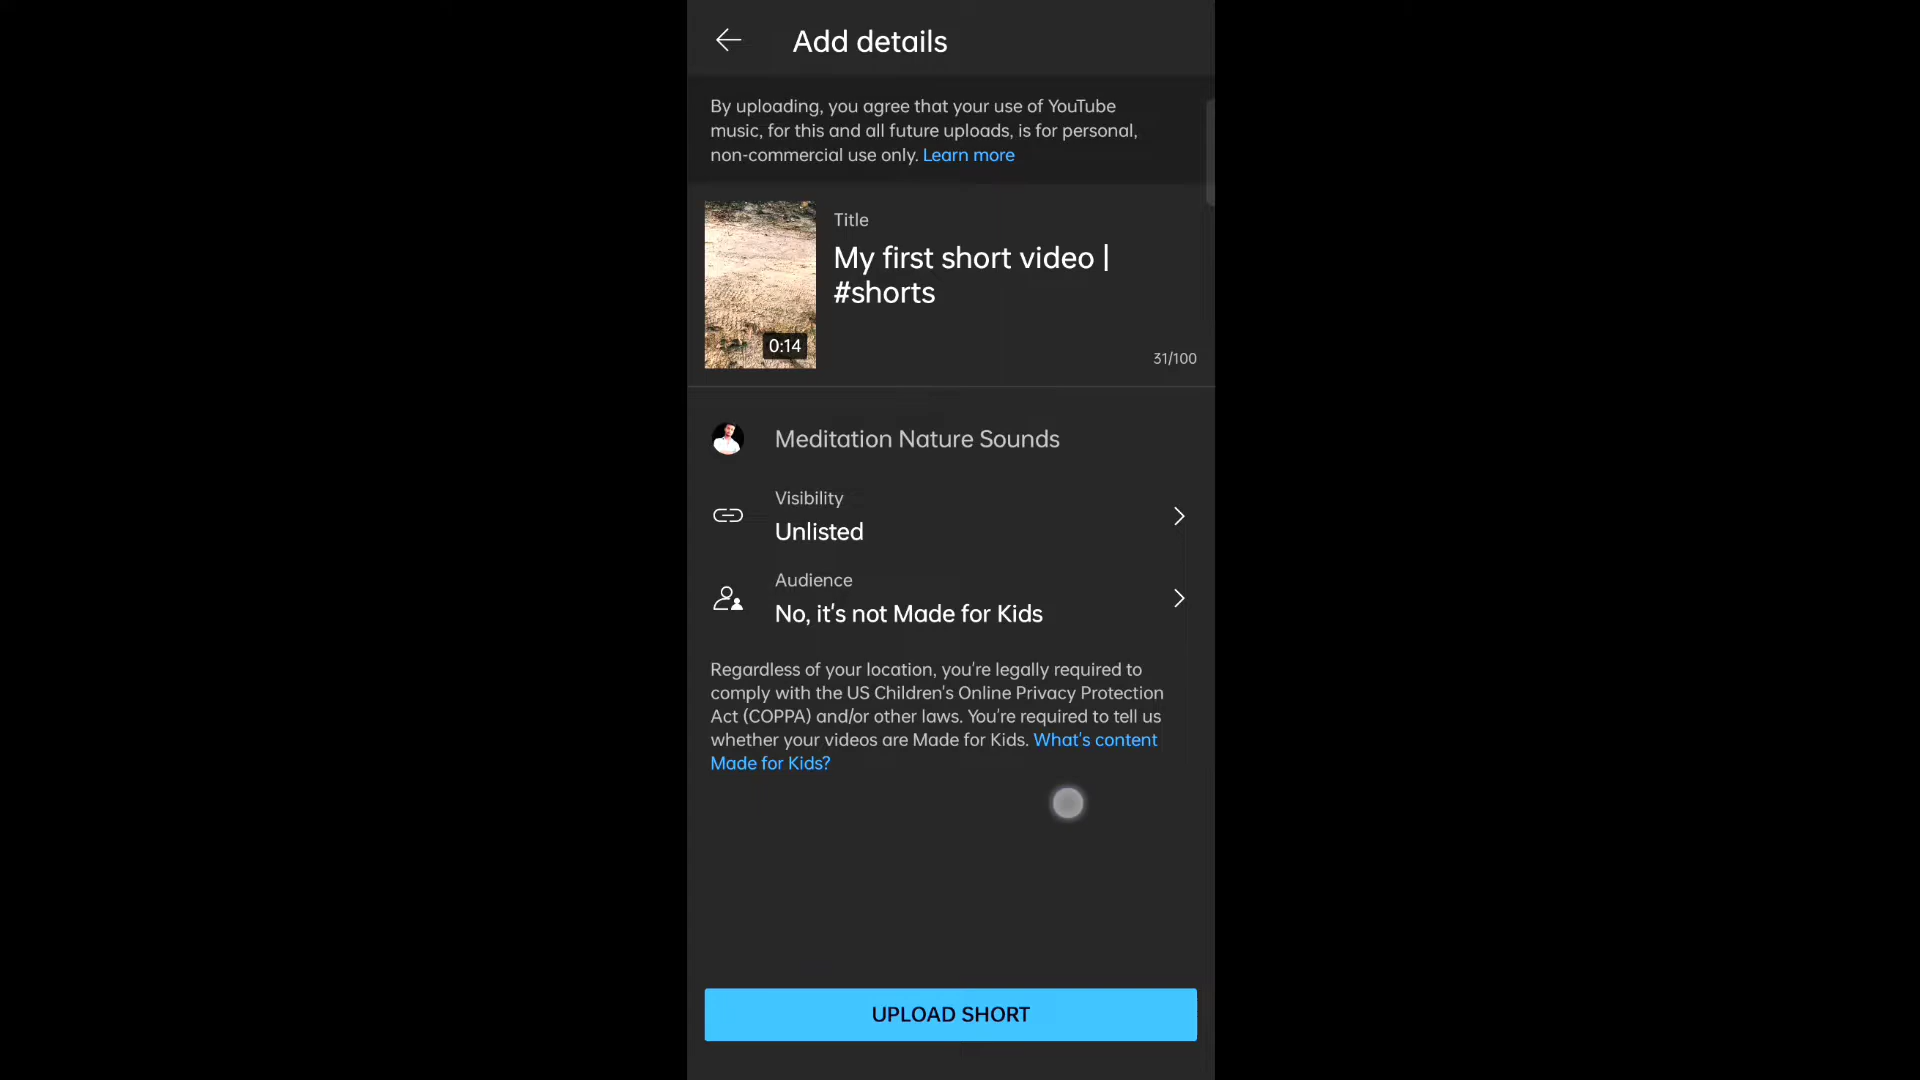 Add details
By uploading, you agree that your use of YouTube
music, for this and all future uploads, is for personal,
non-commercial use only. Learn more
Title
My first short video |
#shorts
0:14
31/100
Meditation Nature Sounds
Visibility
Unlisted
Audience
No, it's not Made for Kids
Regardless of your location, you're legally required to
comply with the US Children's Online Privacy Protection
Act (COPPA) and/or other laws. You're required to tell us
whether your videos are Made for Kids. What's content
Made for Kids?
UPLOAD SHORT